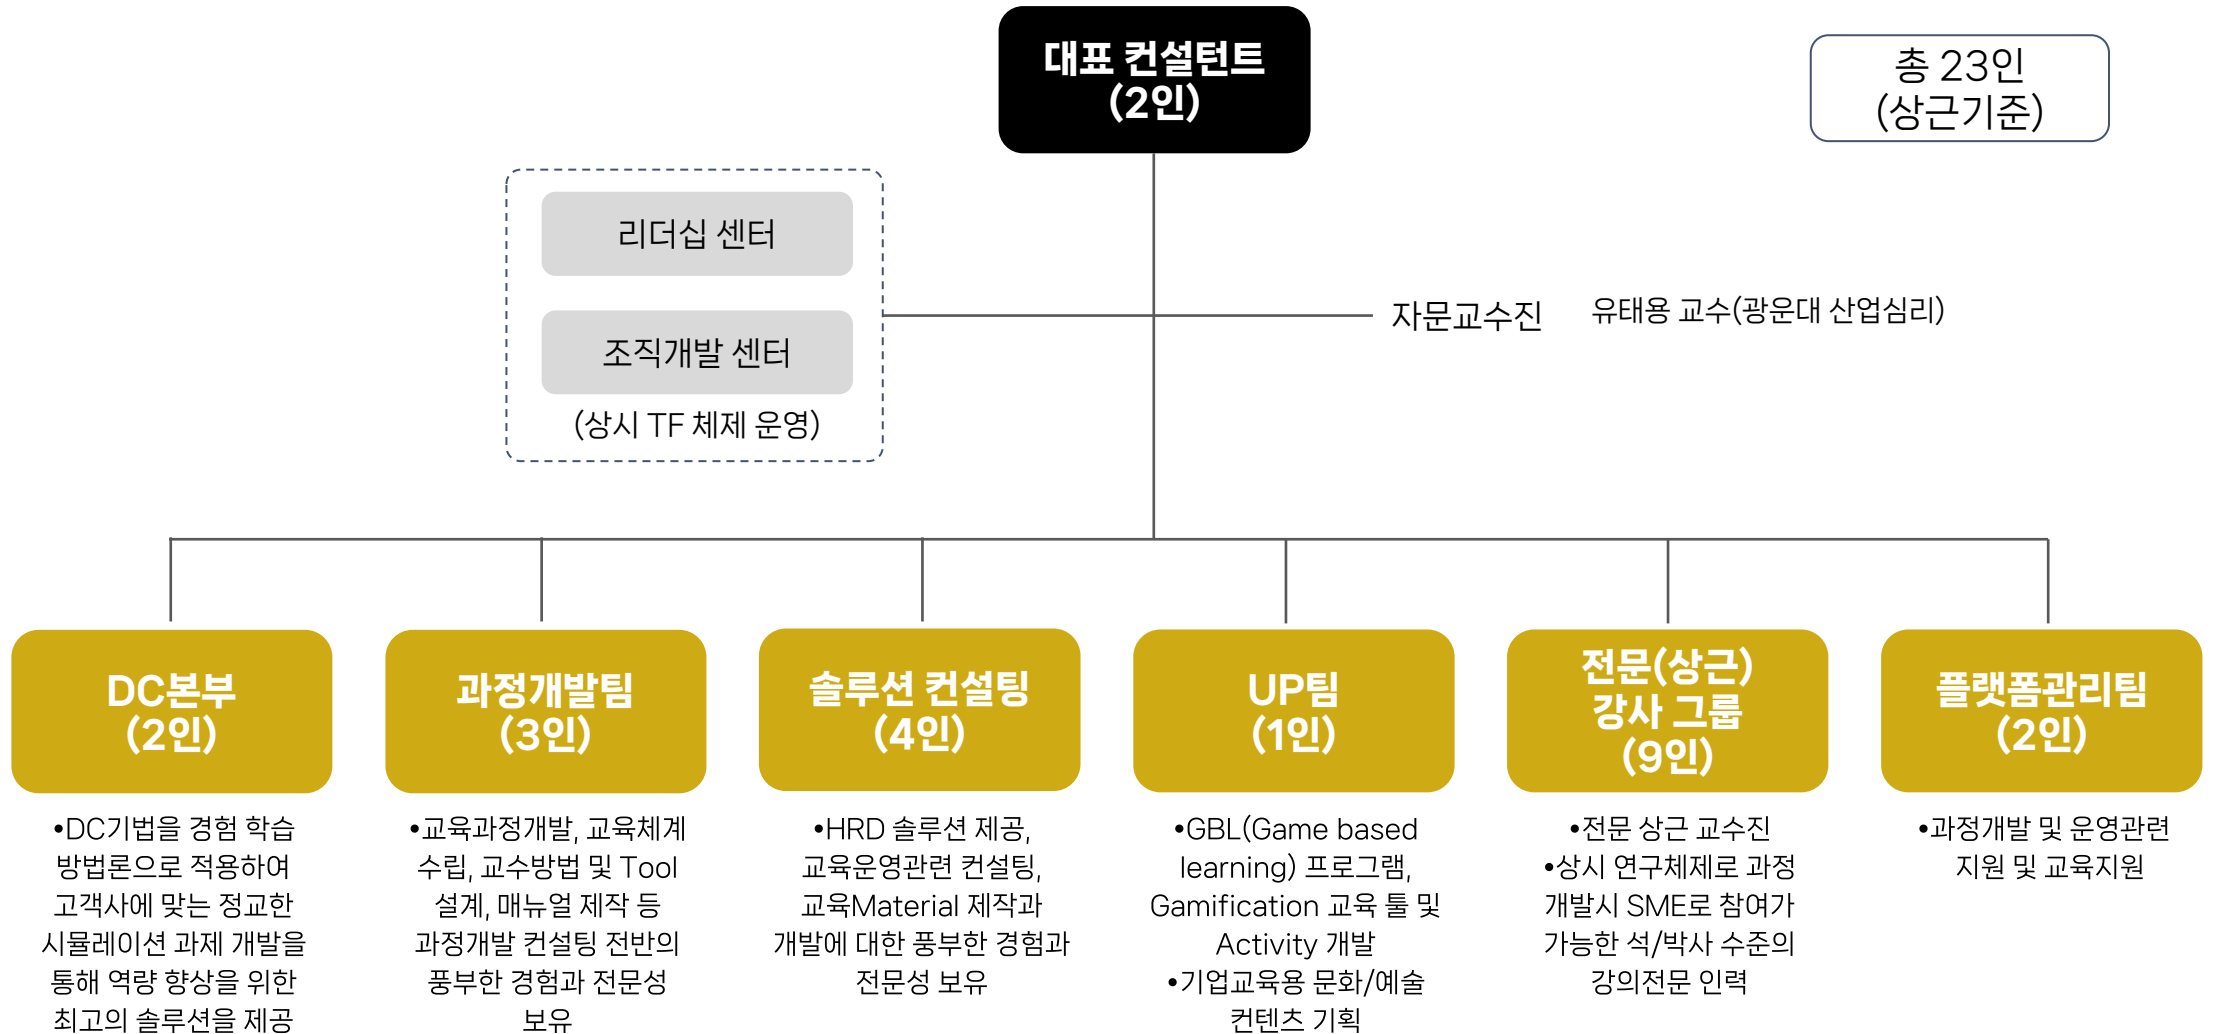 대표 컨설턴트
(2인)
총 23인
(상근기준)
리더십 센터
조직개발 센터
(상시 TF 체제 운영)
자문교수진
유태용 교수(광운대 산업심리)
DC본부
(2인)
•DC기법을 경험 학습
방법론으로 적용하여
고객사에 맞는 정교한
시뮬레이션 과제 개발을
통해 역량 향상을 위한
최고의 솔루션을 제공
과정개발팀
(3인)
•교육과정개발, 교육체계
수립, 교수방법 및 Tool
설계, 매뉴얼 제작 등
과정개발 컨설팅 전반의
풍부한 경험과 전문성
보유
솔루션 컨설팅
(4인)
•HRD 솔루션 제공,
교육운영관련 컨설팅,
교육Material 제작과
개발에 대한 풍부한 경험과
전문성 보유
UP팀
(1인)
•GBL(Game based
learning) 프로그램,
Gamification 교육 툴 및
Activity 개발
•기업교육용 문화/예술
컨텐츠 기획
전문(상근)
강사 그룹
(9인)
•전문 상근 교수진
•상시 연구체제로 과정
개발시 SME로 참여가
가능한 석/박사 수준의
강의전문 인력
플랫폼관리팀
(2인)
•과정개발 및 운영관련
지원 및 교육지원